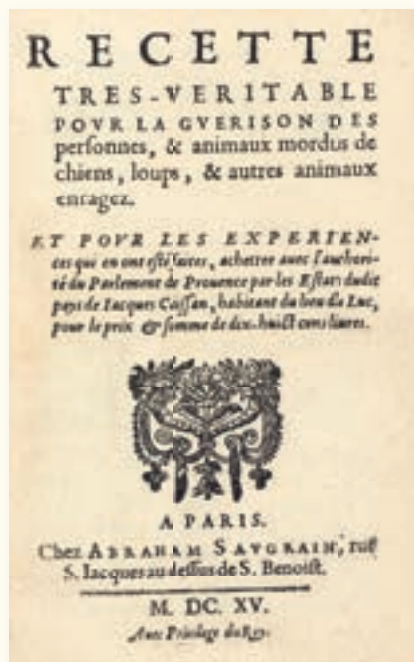 RECETTE
TRES-VERITABLE
POVR LA GVERISON DES
perſonnes, & animaux mordus de
chiens, loups, & autres animaux
enragez.
ET POVR LES EXPERIEN-
ces qui en ont eſté faites, achettee avec l'authori-
té du Parlement de Provence par les Eſtats dudit
pays de Iacques Caſſan, habitant du lieu du Luc,
pour le prix & ſomme de dix-huict cens livres.
A PARIS.
Chez ABRAHAM SAVGRAIN, ruë
S. Iacques au deſſus de S. Benoiſt.
M. DC. XV.
Avec Privilege du Roy.